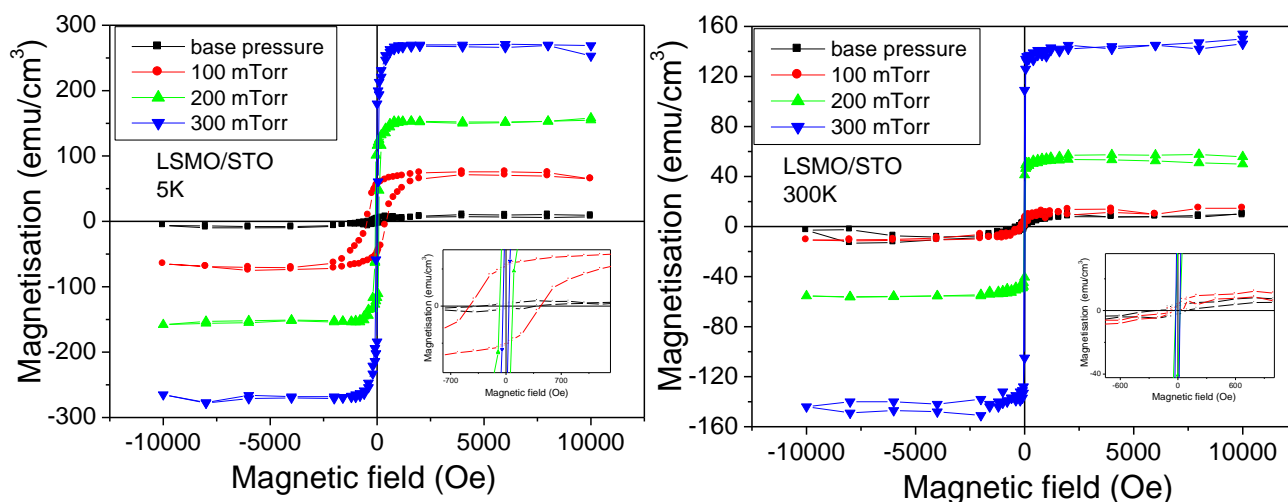 300
200
100
0
-100
-200
-300
Magnetisation (emu/cm³)
base pressure
100 mTorr
200 mTorr
300 mTorr
LSMO/STO
5K
Magnetisation (emu/cm³)
0
-700 0 700
Magnetic field (Oe)
-10000 -5000 0 5000 10000
Magnetic field (Oe)
160
120
80
40
0
-40
-80
-120
-160
Magnetisation (emu/cm³)
base pressure
100 mTorr
200 mTorr
300 mTorr
LSMO/STO
300K
Magnetisation (emu/cm³)
0
-40
-600 0 600
Magnetic field (Oe)
-10000 -5000 0 5000 10000
Magnetic field (Oe)